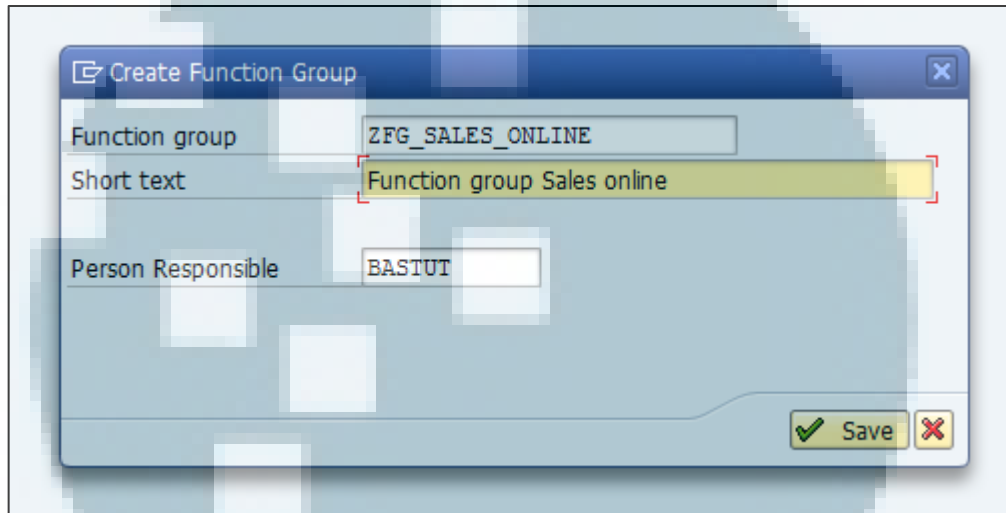 Create Function Group
Function group ZFG_SALES_ONLINE
Short text Function group Sales online
Person Responsible BASTUT
Save